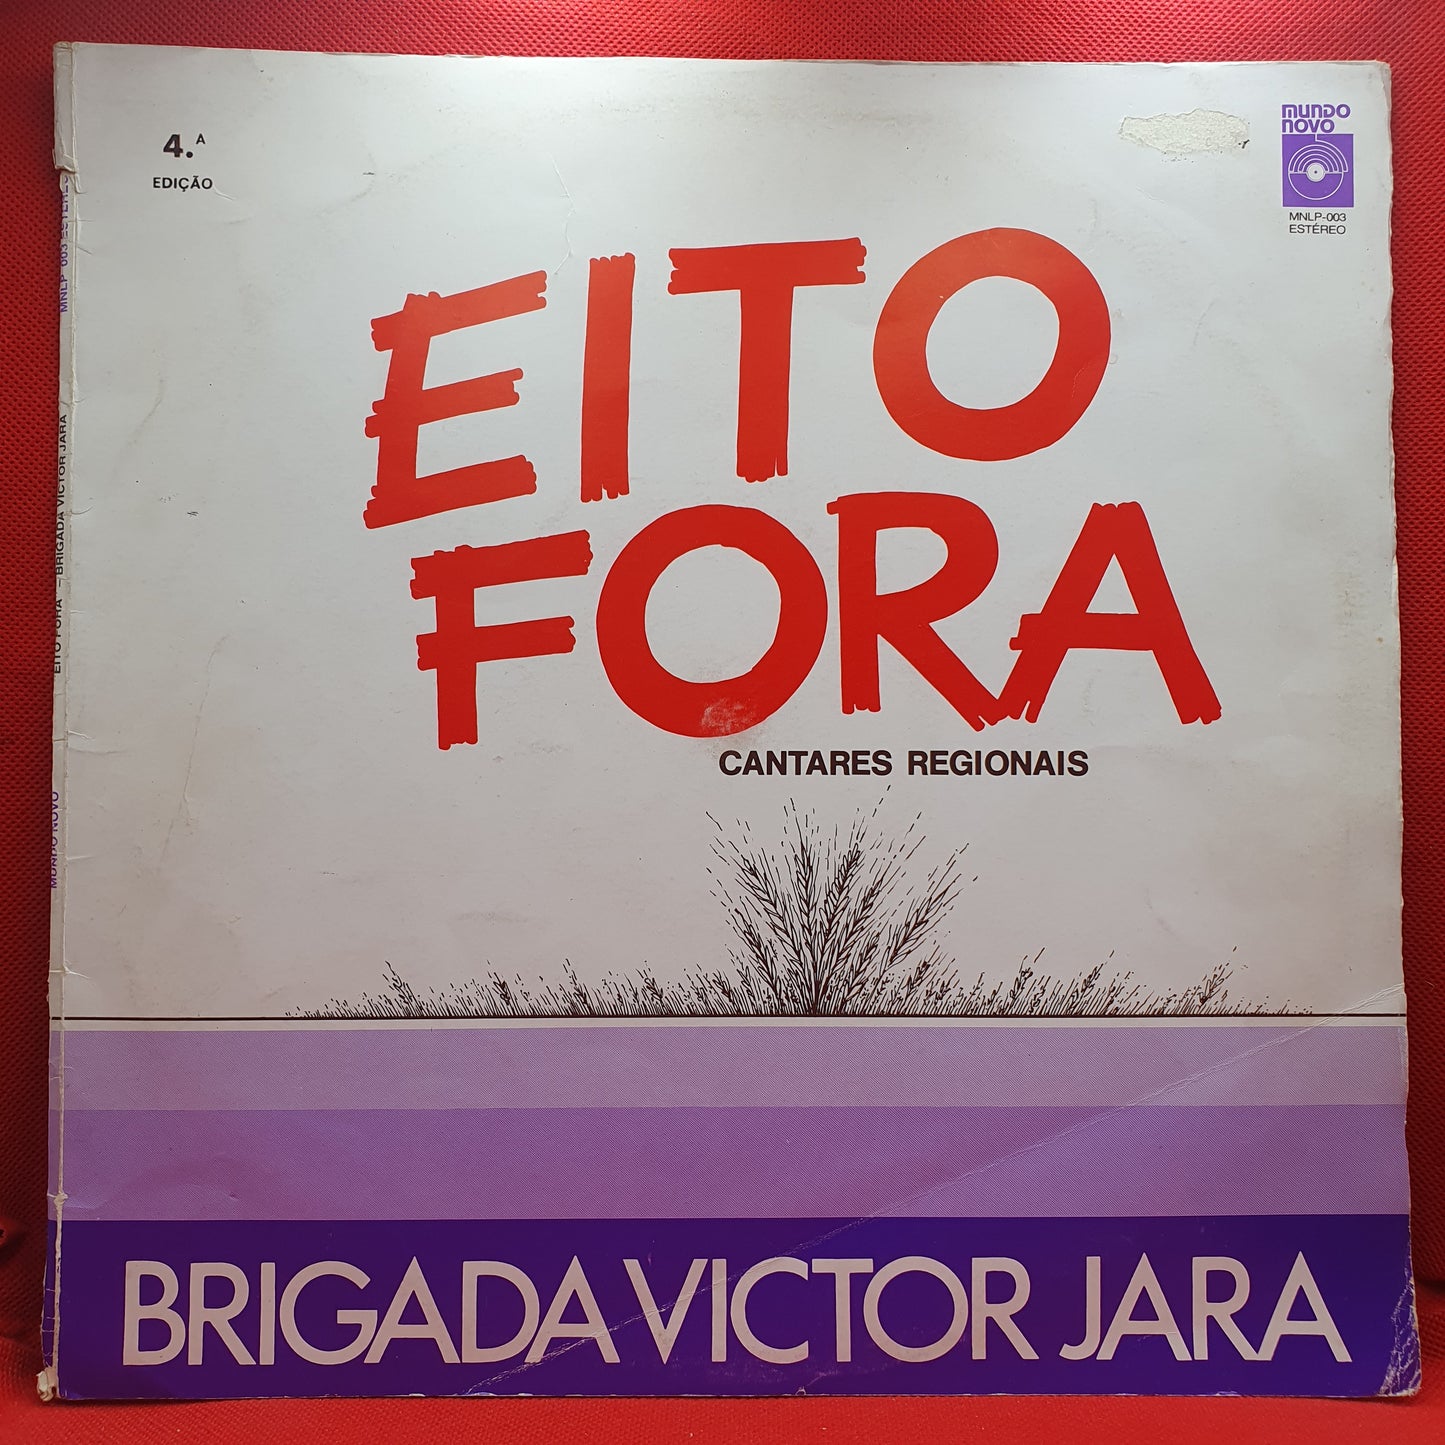 4.ª
EDIÇÃO
MUNDO
NOVO
MNLP-003
ESTÉREO
EITO
FORA
CANTARES REGIONAIS
BRIGADA VICTOR JARA
MNLP 003 ESTÉREO
EITO FORA - BRIGADA VICTOR JARA
MUNDO NOVO